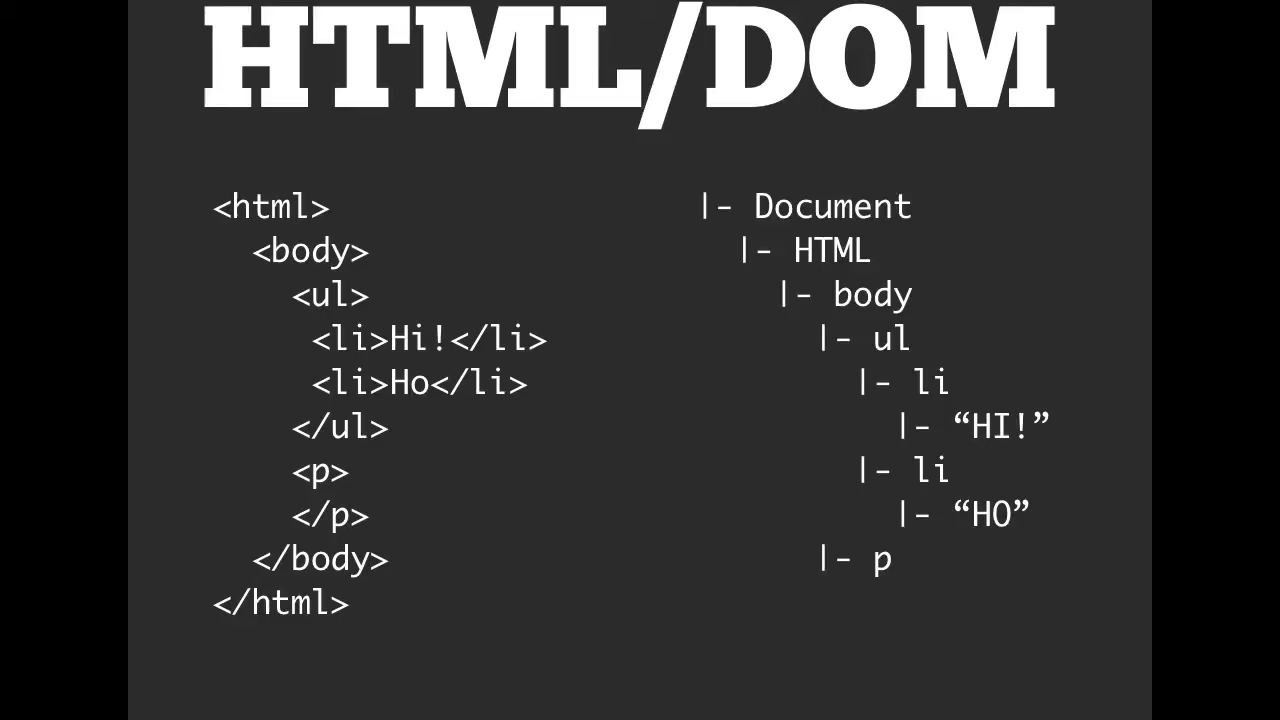 HTML/DOM
<html>
<body>
<ul>
<li>Hi!</li>
<li>Ho</li>
</ul>
<p>
</p>
</body>
</html>
|- Document
|- HTML
|- body
|- ul
|- li
|- “HI!”
|- li
|- “HO”
|- p